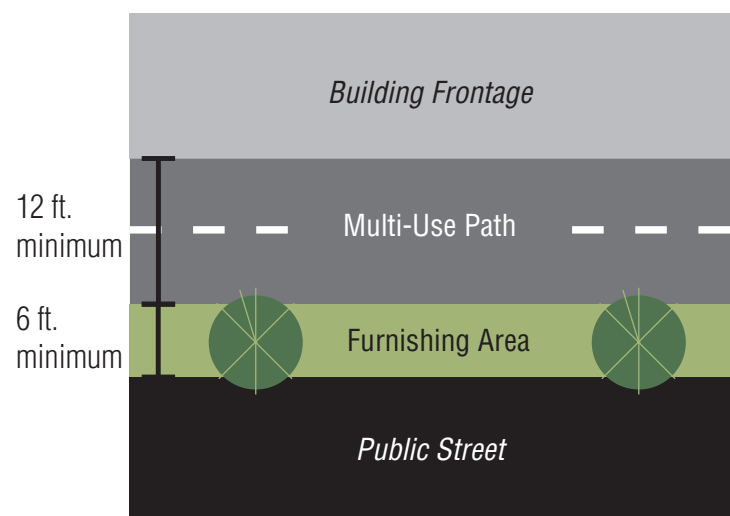 Building Frontage
12 ft.
minimum
Multi-Use Path
6 ft.
minimum
Furnishing Area
Public Street